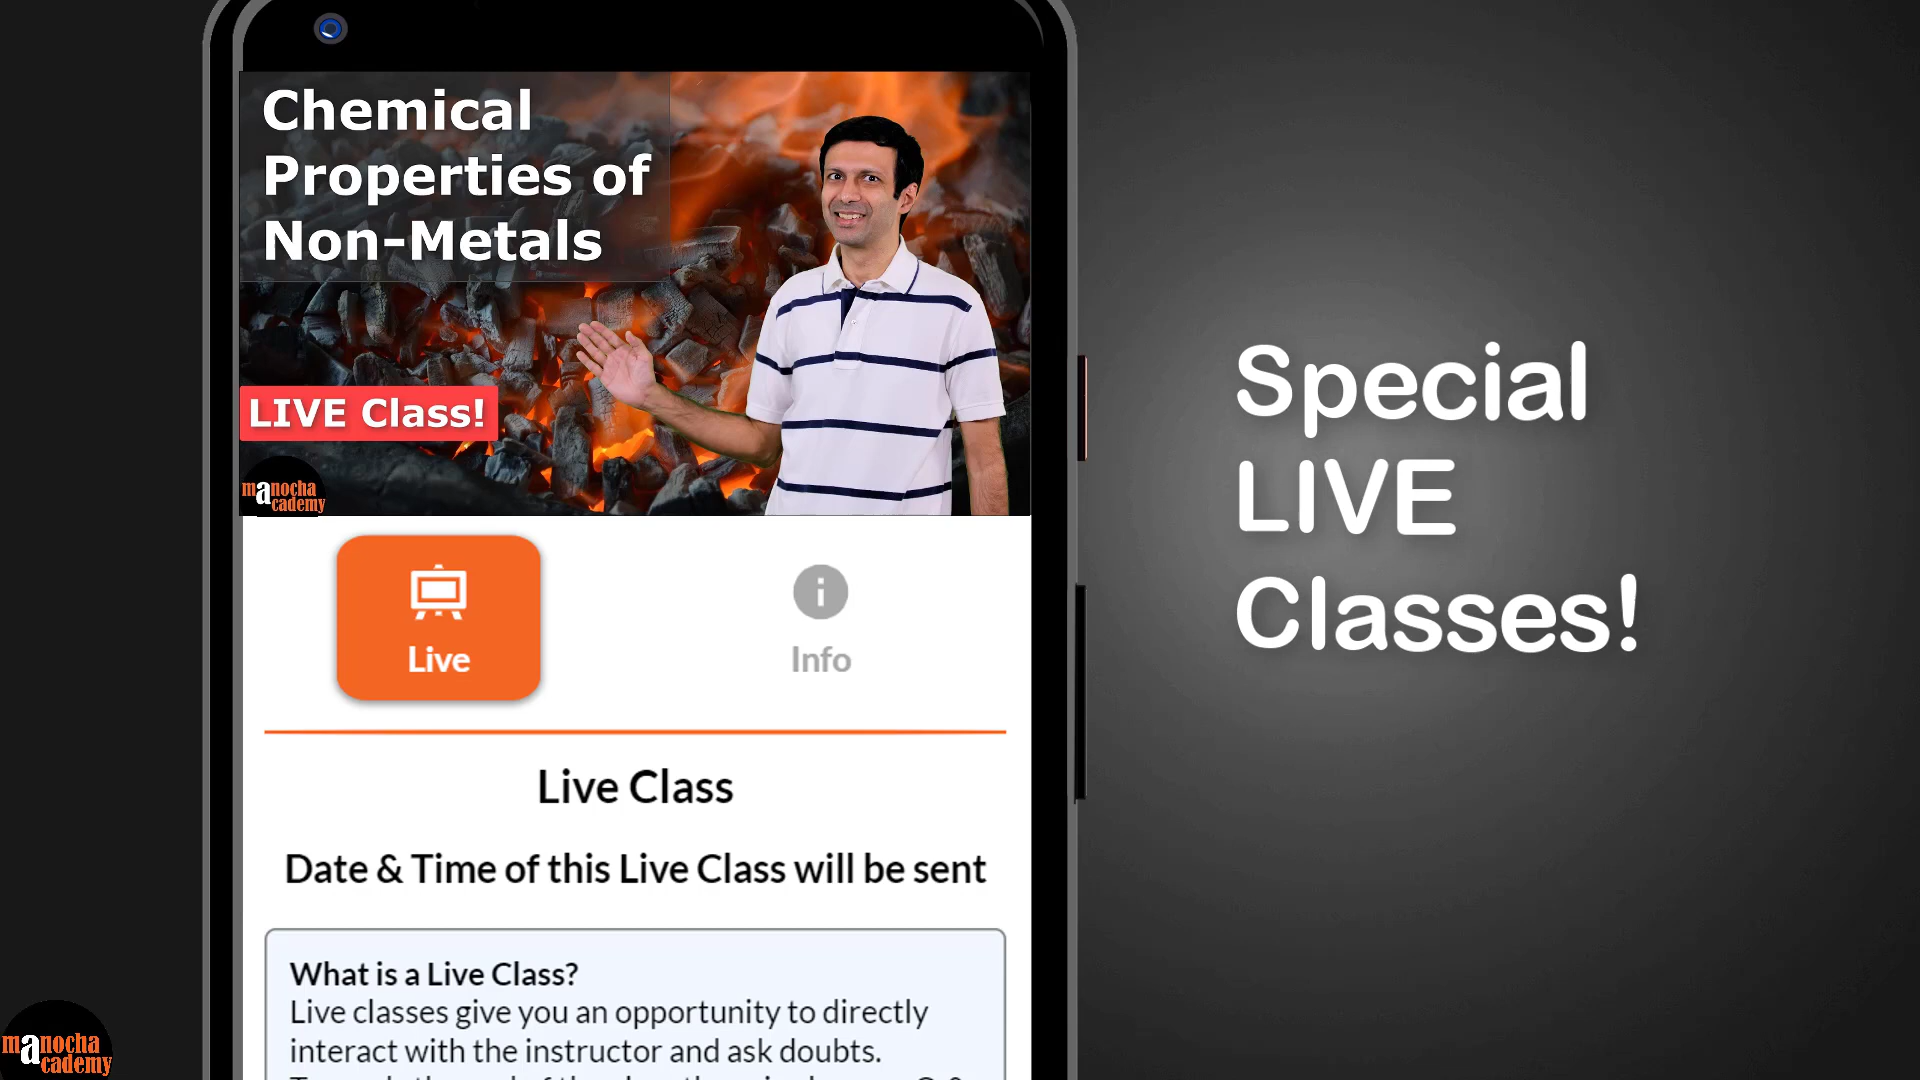 Chemical
Properties of
Non-Metals
LIVE Class!
manocha
academy
Live
Info
Live Class
Date & Time of this Live Class will be sent
What is a Live Class?
Live classes give you an opportunity to directly
interact with the instructor and ask doubts.
Special
LIVE
Classes!
manocha
academy